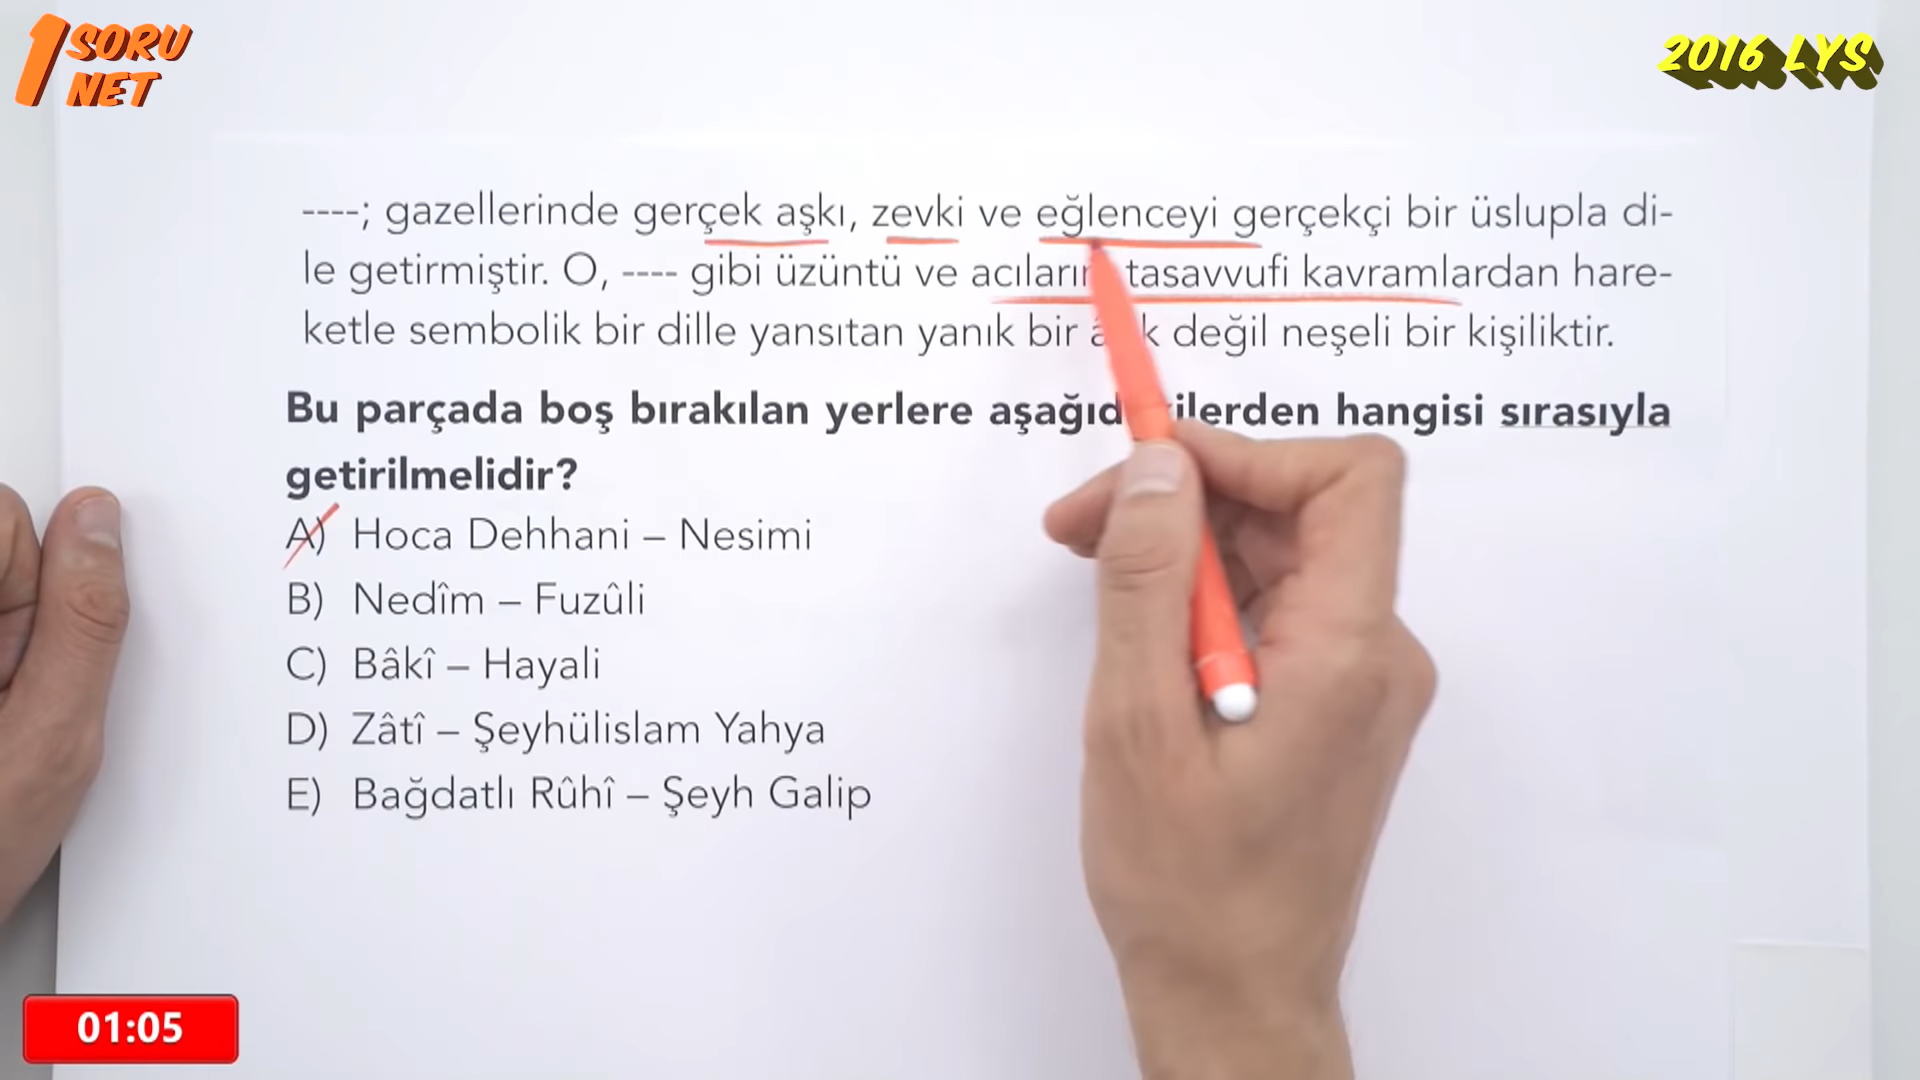 1 SORU
NET
2016 LYS
----; gazellerinde gerçek aşkı, zevki ve eğlenceyi gerçekçi bir üslupla di-
le getirmiştir. O, ---- gibi üzüntü ve tasavvufi kavramlardan hare-
ketle sembolik bir dille yansıtan yanık bir değil neşeli bir kişiliktir.
Bu parçada boş bırakılan yerlere hangisi sırasıyla
getirilmelidir?
A) Hoca Dehhani – Nesimi
B) Nedîm – Fuzûli
C) Bâkî – Hayali
D) Zâtî – Şeyhülislam Yahya
E) Bağdatlı Rûhî – Şeyh Galip
01:05